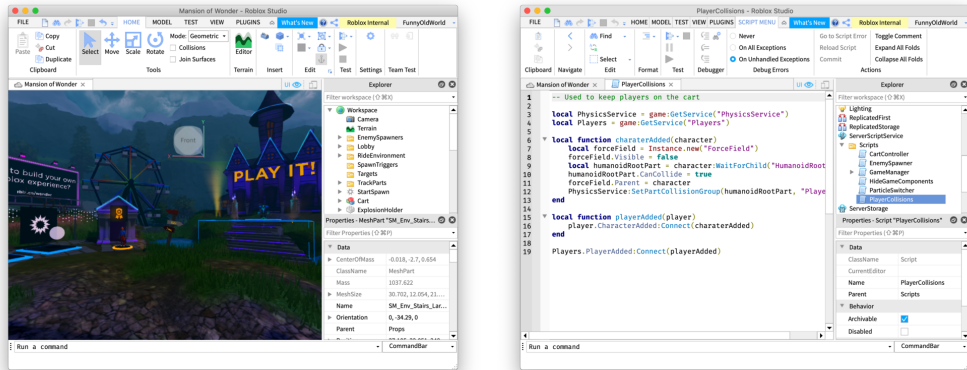 Mansion of Wonder - Roblox Studio
FILE HOME MODEL TEST VIEW PLUGINS What'sNew Roblox Internal FunnyOldWorld
Paste Copy Cut Duplicate
Select Move Scale Rotate
Mode: Geometric
Collisions
Join Surfaces
Editor
Clipboard Tools Terrain Insert Edit Test Settings Team Test
Mansion of Wonder × UI Explorer
Filter workspace (⇧⌘X)
Workspace
Camera
Terrain
EnemySpawners
Lobby
RideEnvironment
SpawnTriggers
Targets
TrackParts
StartSpawn
Cart
ExplosionHolder
Front
PLAY IT!
to build your own
blox experience?
Properties - MeshPart "SM_Env_Stairs...
Filter Properties (⇧⌘P)
Data
CenterOfMass -0.018, -2.7, 0.654
ClassName MeshPart
Mass 1037.622
MeshSize 30.702, 12.054, 21....
Name SM_Env_Stairs_Lar...
Orientation 0, -34.29, 0
Parent Props
Run a command CommandBar
PlayerCollisions - Roblox Studio
FILE HOME MODEL TEST VIEW PLUGINS SCRIPT MENU What'sNew Roblox Internal FunnyOldWorld
Find
Select
Never
On All Exceptions
On Unhandled Exceptions
Go to Script Error
Reload Script
Commit
Toggle Comment
Expand All Folds
Collapse All Folds
Clipboard Navigate Edit Format Test Debugger Debug Errors Actions
Mansion of Wonder × PlayerCollisions × Explorer
1 -- Used to keep players on the cart
2
3 local PhysicsService = game:GetService("PhysicsService")
4 local Players = game:GetService("Players")
5
6 local function charaterAdded(character)
7 local forceField = Instance.new("ForceField")
8 forceField.Visible = false
9 local humanoidRootPart = character:WaitForChild("HumanoidRoot
10 humanoidRootPart.CanCollide = true
11 forceField.Parent = character
12 PhysicsService:SetPartCollisionGroup(humanoidRootPart, "Playe
13 end
14
15 local function playerAdded(player)
16 player.CharacterAdded:Connect(charaterAdded)
17 end
18
19 Players.PlayerAdded:Connect(playerAdded)
Filter workspace (⇧⌘X)
Lighting
ReplicatedFirst
ReplicatedStorage
ServerScriptService
Scripts
CartController
EnemySpawner
GameManager
HideGameComponents
ParticleSwitcher
PlayerCollisions
ServerStorage
Properties - Script "PlayerCollisions"
Filter Properties (⇧⌘P)
Data
ClassName Script
CurrentEditor
Name PlayerCollisions
Parent Scripts
Behavior
Archivable
Disabled
Run a command CommandBar